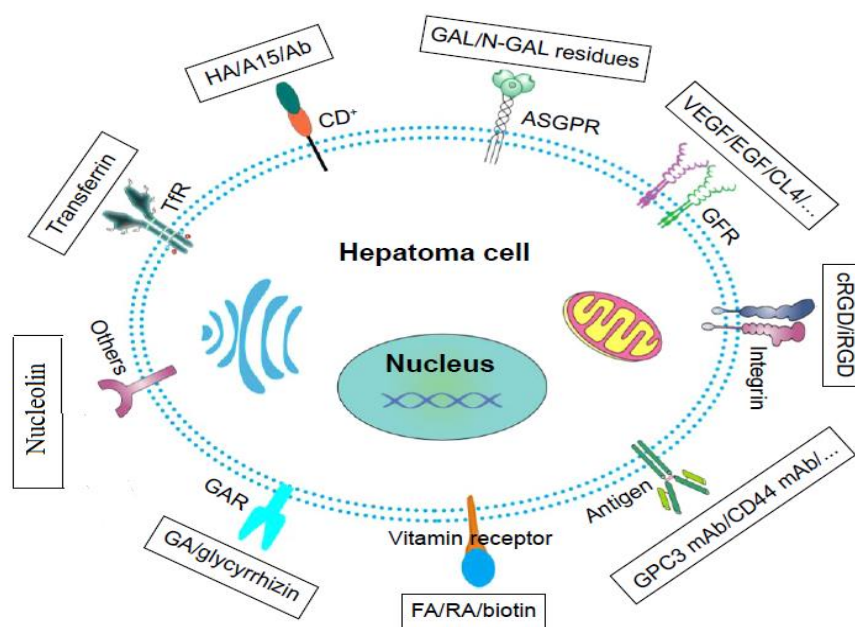 GAL/N-GAL residues
HA/A15/Ab
CD+
ASGPR
VEGF/EGF/CL4/...
Transferrin
TfR
GFR
Hepatoma cell
cRGD/iRGD
Others
Integrin
Nucleolin
Nucleus
GAR
Antigen
GPC3 mAb/CD44 mAb/...
Vitamin receptor
GA/glycyrrhizin
FA/RA/biotin